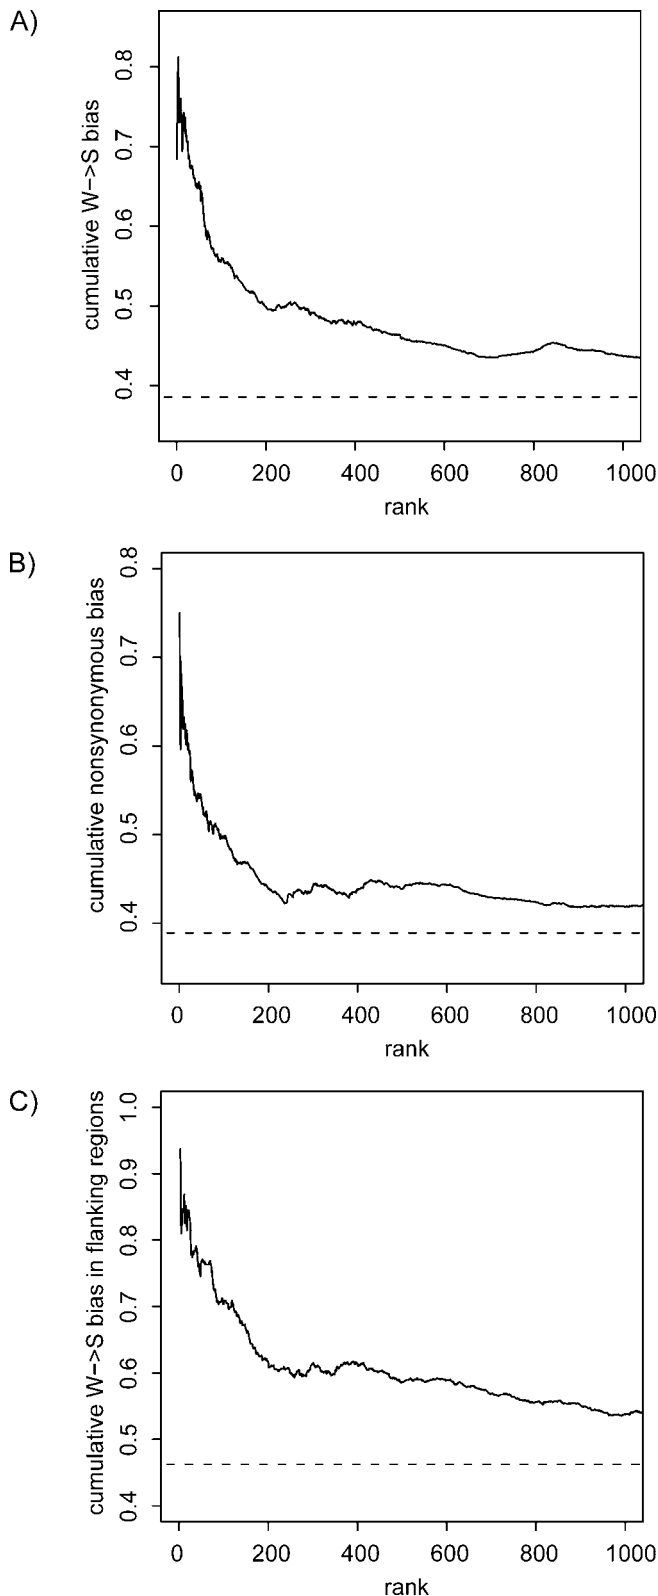 A)
cumulative W−>S bias
0.8
0.7
0.6
0.5
0.4
0 200 400 600 800 1000
rank
B)
cumulative nonsynonymous bias
0.8
0.7
0.6
0.5
0.4
0 200 400 600 800 1000
rank
C)
cumulative W−>S bias in flanking regions
1.0
0.9
0.8
0.7
0.6
0.5
0.4
0 200 400 600 800 1000
rank